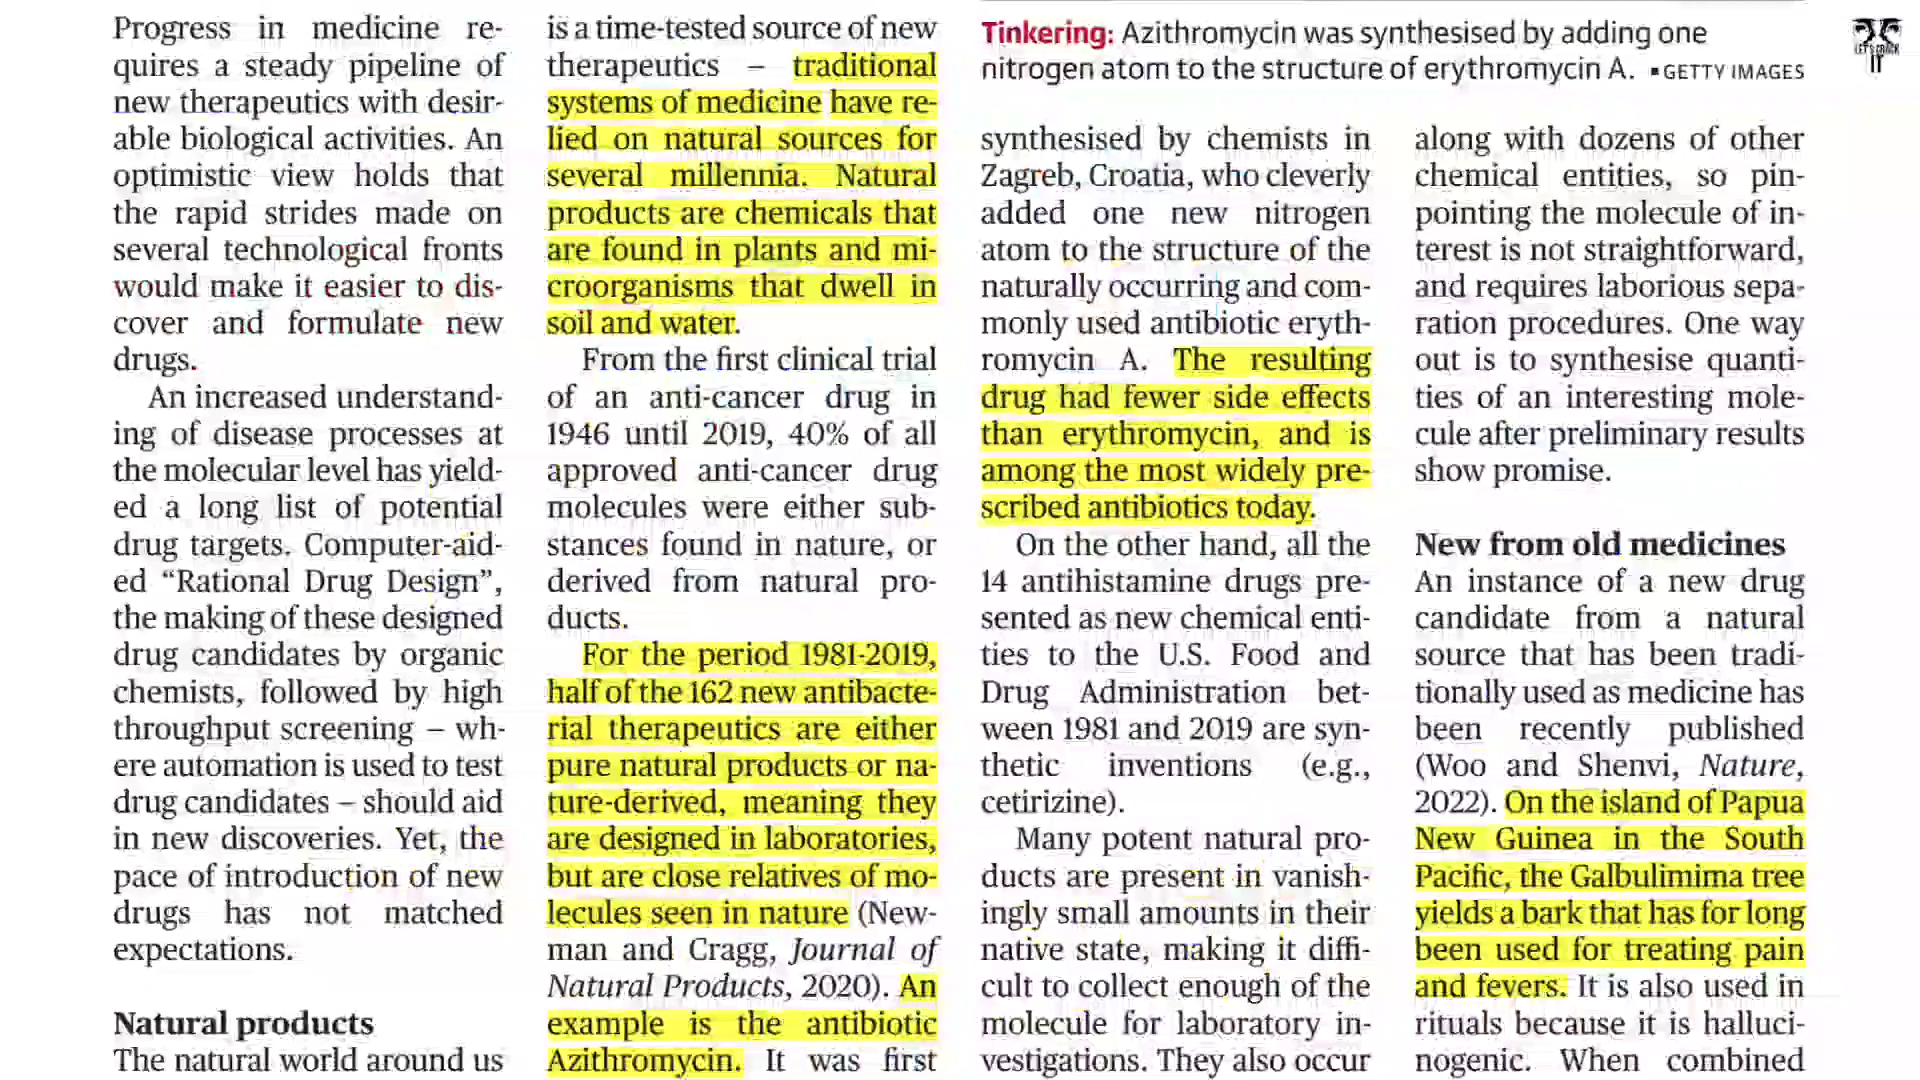 Progress in medicine re-
quires a steady pipeline of
new therapeutics with desir-
able biological activities. An
optimistic view holds that
the rapid strides made on
several technological fronts
would make it easier to dis-
cover and formulate new
drugs.
An increased understand-
ing of disease processes at
the molecular level has yield-
ed a long list of potential
drug targets. Computer-aid-
ed “Rational Drug Design”,
the making of these designed
drug candidates by organic
chemists, followed by high
throughput screening – wh-
ere automation is used to test
drug candidates – should aid
in new discoveries. Yet, the
pace of introduction of new
drugs has not matched
expectations.
Natural products
The natural world around us
is a time-tested source of new
therapeutics – traditional
systems of medicine have re-
lied on natural sources for
several millennia. Natural
products are chemicals that
are found in plants and mi-
croorganisms that dwell in
soil and water.
From the first clinical trial
of an anti-cancer drug in
1946 until 2019, 40% of all
approved anti-cancer drug
molecules were either sub-
stances found in nature, or
derived from natural pro-
ducts.
For the period 1981-2019,
half of the 162 new antibacte-
rial therapeutics are either
pure natural products or na-
ture-derived, meaning they
are designed in laboratories,
but are close relatives of mo-
lecules seen in nature (New-
man and Cragg, Journal of
Natural Products, 2020). An
example is the antibiotic
Azithromycin. It was first
Tinkering: Azithromycin was synthesised by adding one
nitrogen atom to the structure of erythromycin A. ▪ GETTY IMAGES
synthesised by chemists in
Zagreb, Croatia, who cleverly
added one new nitrogen
atom to the structure of the
naturally occurring and com-
monly used antibiotic eryth-
romycin A. The resulting
drug had fewer side effects
than erythromycin, and is
among the most widely pre-
scribed antibiotics today.
On the other hand, all the
14 antihistamine drugs pre-
sented as new chemical enti-
ties to the U.S. Food and
Drug Administration bet-
ween 1981 and 2019 are syn-
thetic inventions (e.g.,
cetirizine).
Many potent natural pro-
ducts are present in vanish-
ingly small amounts in their
native state, making it diffi-
cult to collect enough of the
molecule for laboratory in-
vestigations. They also occur
along with dozens of other
chemical entities, so pin-
pointing the molecule of in-
terest is not straightforward,
and requires laborious sepa-
ration procedures. One way
out is to synthesise quanti-
ties of an interesting mole-
cule after preliminary results
show promise.
New from old medicines
An instance of a new drug
candidate from a natural
source that has been tradi-
tionally used as medicine has
been recently published
(Woo and Shenvi, Nature,
2022). On the island of Papua
New Guinea in the South
Pacific, the Galbulimima tree
yields a bark that has for long
been used for treating pain
and fevers. It is also used in
rituals because it is halluci-
nogenic. When combined
LET'S CRACK
IT